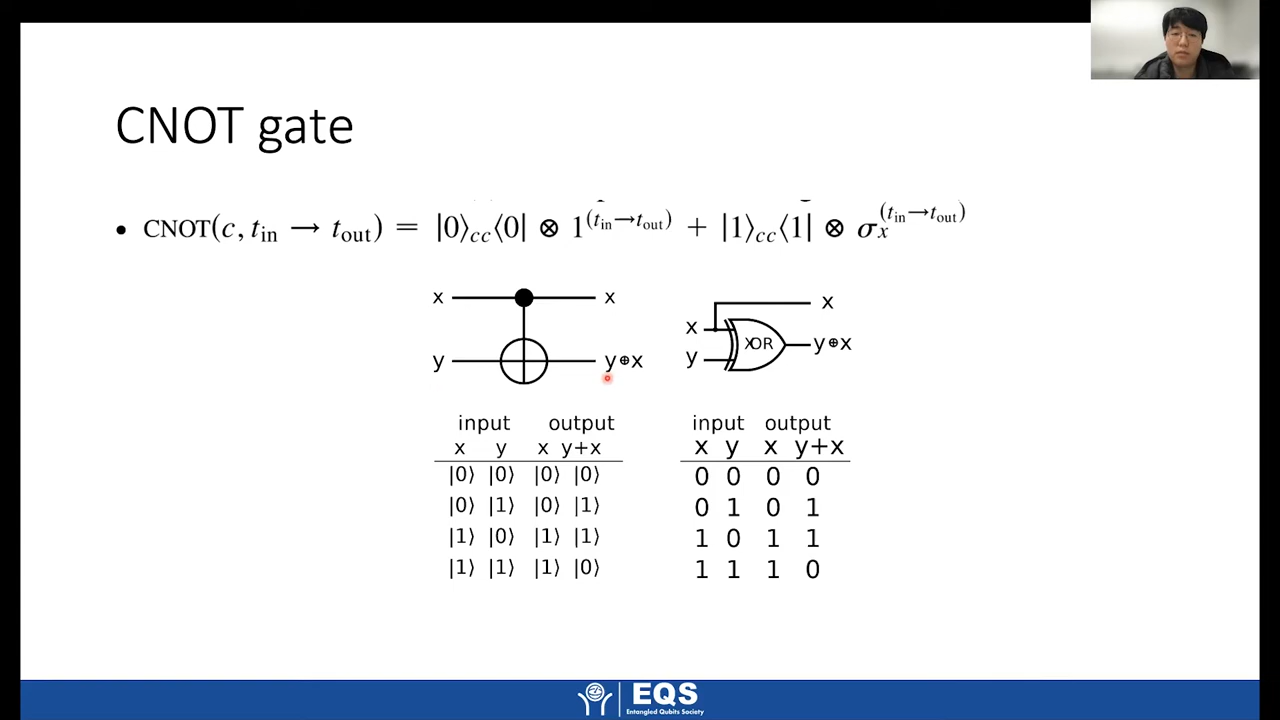 CNOT gate
• CNOT(c, t_in → t_out) = |0⟩_cc⟨0| ⊗ 1^(t_in→t_out) + |1⟩_cc⟨1| ⊗ σ_x^(t_in→t_out)
x x
y y⊕x
x
x
y
XOR
y⊕x
input output
x y x y+x
|0⟩ |0⟩ |0⟩ |0⟩
|0⟩ |1⟩ |0⟩ |1⟩
|1⟩ |0⟩ |1⟩ |1⟩
|1⟩ |1⟩ |1⟩ |0⟩
input output
x y x y+x
0 0 0 0
0 1 0 1
1 0 1 1
1 1 1 0
EQS
Entangled Qubits Society